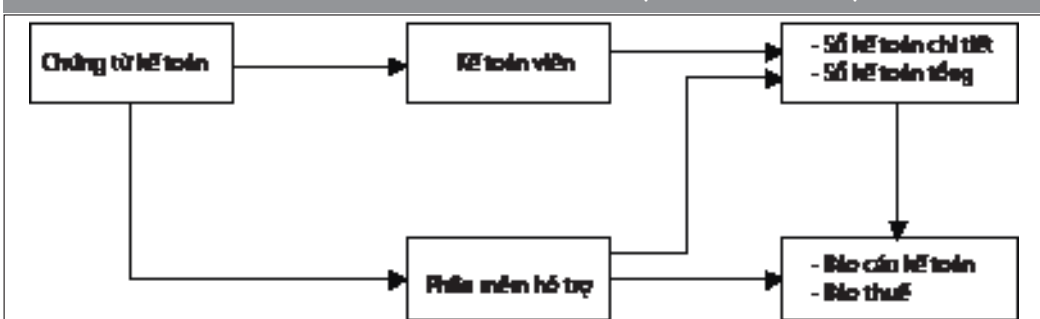 Chứng từ kế toán
Kế toán viên
- Sổ kế toán chi tiết
- Sổ kế toán tổng
Phần mềm hỗ trợ
- Báo cáo kế toán
- Báo thuế